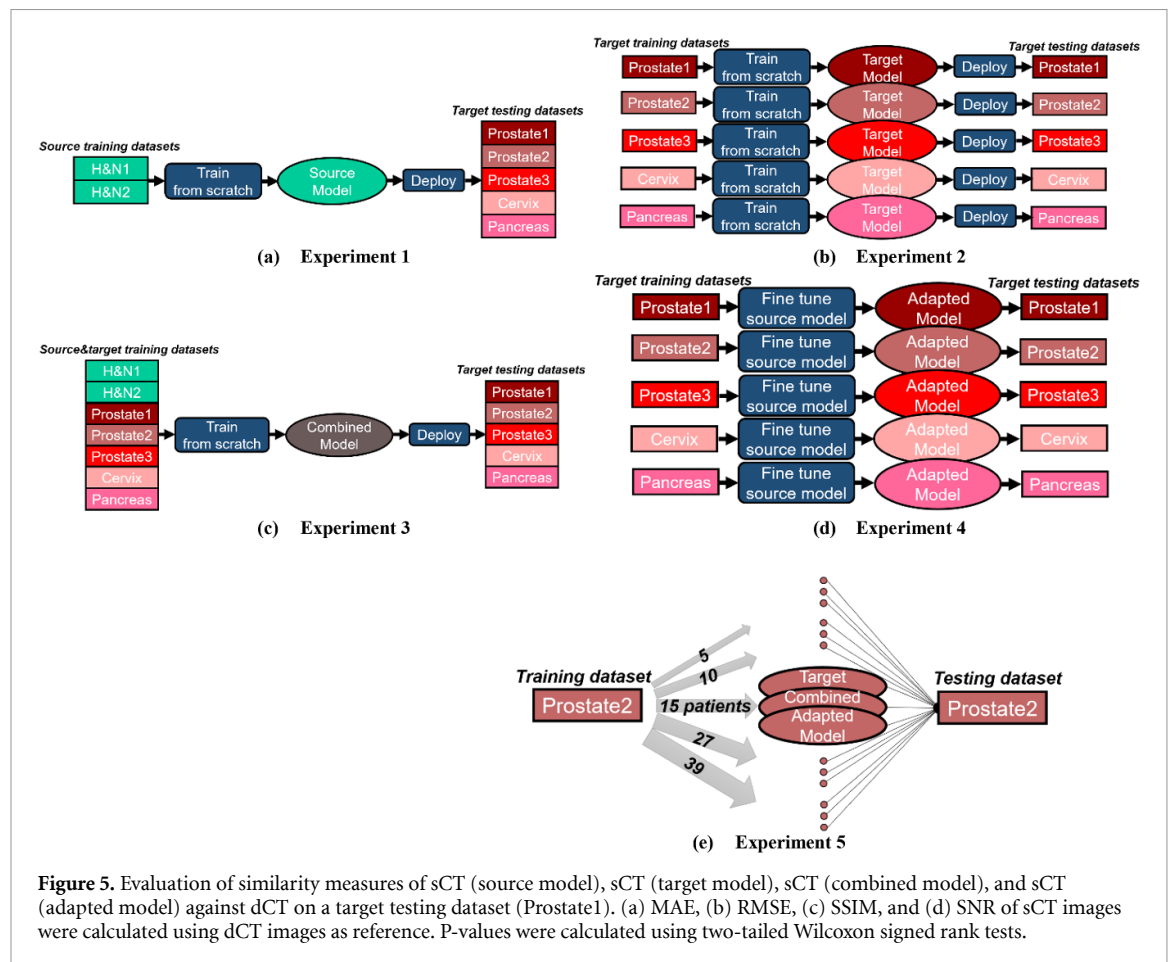 Source training datasets
H&N1
H&N2
Train
from scratch
Source
Model
Deploy
Target testing datasets
Prostate1
Prostate2
Prostate3
Cervix
Pancreas
(a) Experiment 1
Target training datasets
Target testing datasets
Prostate1
Train
from scratch
Target
Model
Deploy
Prostate1
Prostate2
Train
from scratch
Target
Model
Deploy
Prostate2
Prostate3
Train
from scratch
Target
Model
Deploy
Prostate3
Cervix
Train
from scratch
Target
Model
Deploy
Cervix
Pancreas
Train
from scratch
Target
Model
Deploy
Pancreas
(b) Experiment 2
Source&target training datasets
H&N1
H&N2
Prostate1
Prostate2
Prostate3
Cervix
Pancreas
Train
from scratch
Combined
Model
Deploy
Target testing datasets
Prostate1
Prostate2
Prostate3
Cervix
Pancreas
(c) Experiment 3
Target training datasets
Target testing datasets
Prostate1
Fine tune
source model
Adapted
Model
Prostate1
Prostate2
Fine tune
source model
Adapted
Model
Prostate2
Prostate3
Fine tune
source model
Adapted
Model
Prostate3
Cervix
Fine tune
source model
Adapted
Model
Cervix
Pancreas
Fine tune
source model
Adapted
Model
Pancreas
(d) Experiment 4
Training dataset
Prostate2
5
10
15 patients
27
39
Target
Combined
Adapted
Model
Testing dataset
Prostate2
(e) Experiment 5
Figure 5. Evaluation of similarity measures of sCT (source model), sCT (target model), sCT (combined model), and sCT
(adapted model) against dCT on a target testing dataset (Prostate1). (a) MAE, (b) RMSE, (c) SSIM, and (d) SNR of sCT images
were calculated using dCT images as reference. P-values were calculated using two-tailed Wilcoxon signed rank tests.